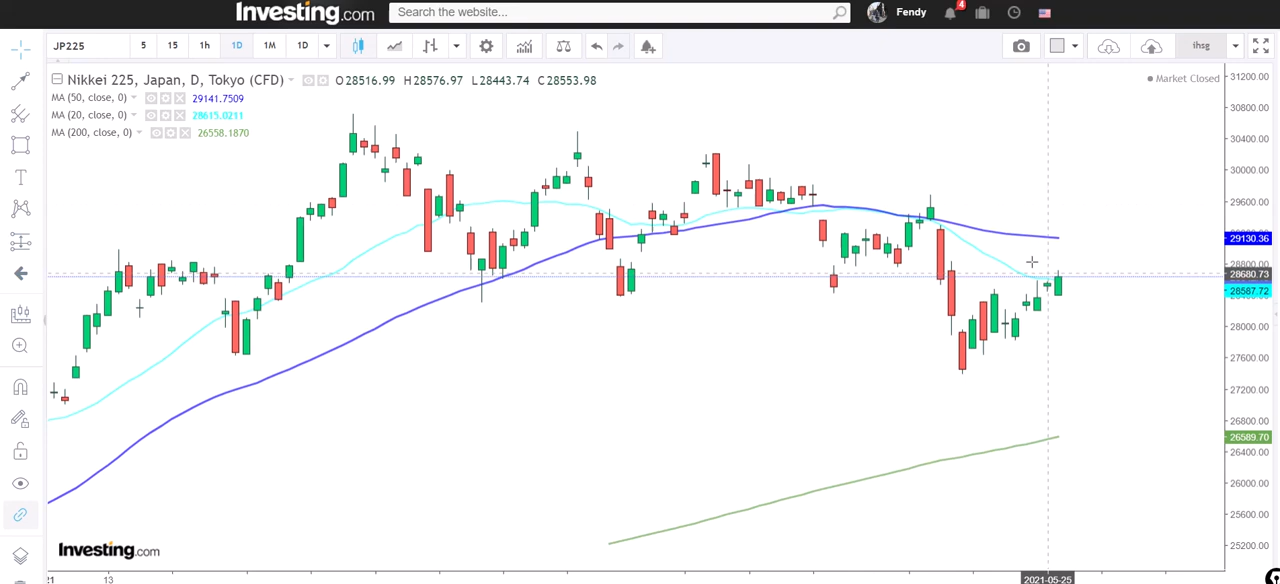 Investing.com
Search the website...
Fendy
4
JP225 5 15 1h 1D 1M 1D ihsg
Nikkei 225, Japan, D, Tokyo (CFD) O28516.99 H28576.97 L28443.74 C28553.98
Market Closed
MA (50, close, 0) 29141.7509
MA (20, close, 0) 28615.0211
MA (200, close, 0) 26558.1870
31200.00
30800.00
30400.00
30000.00
29600.00
29130.36
28800.00
28680.73
28587.72
28000.00
27600.00
27200.00
26800.00
26589.70
26400.00
26000.00
25600.00
25200.00
Investing.com
21 13 2021-05-25